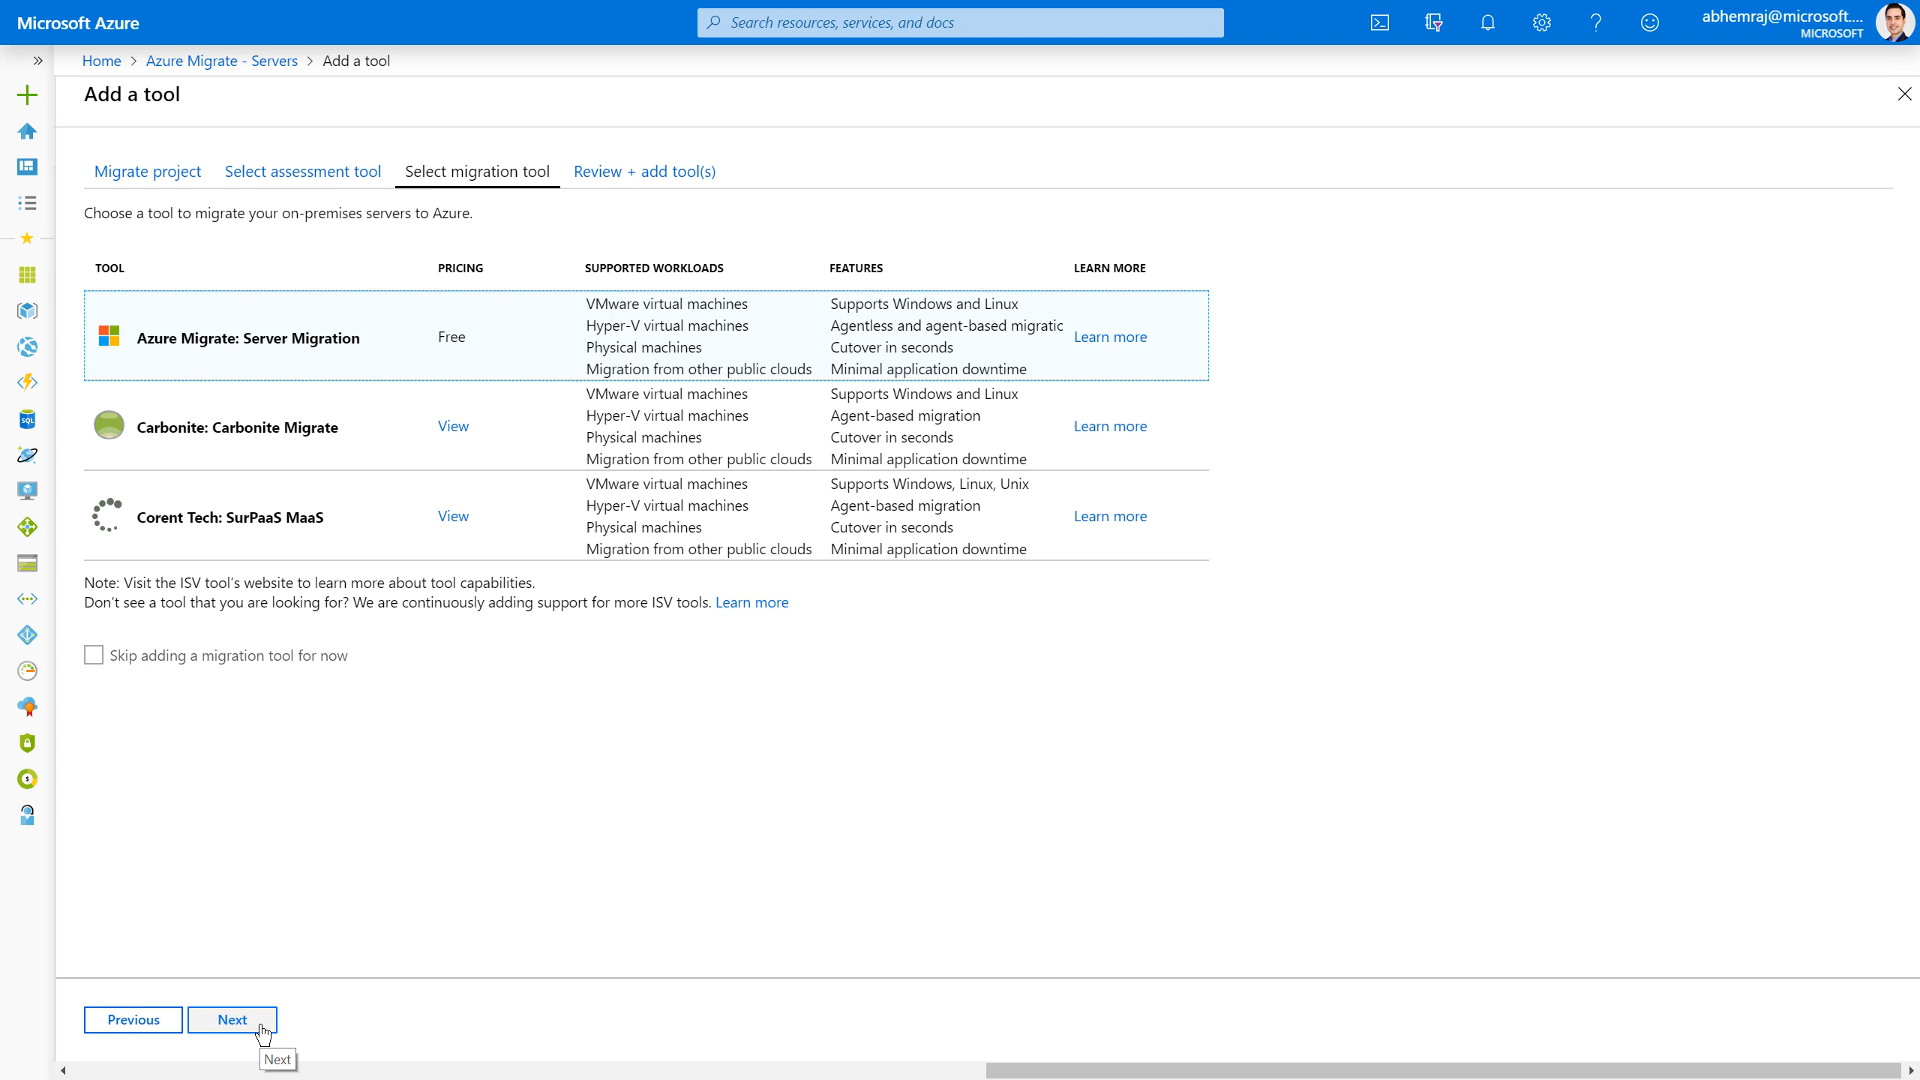 Microsoft Azure
Search resources, services, and docs
abhemraj@microsoft....
MICROSOFT
Home > Azure Migrate - Servers > Add a tool
Add a tool
Migrate project
Select assessment tool
Select migration tool
Review + add tool(s)
Choose a tool to migrate your on-premises servers to Azure.
TOOL
PRICING
SUPPORTED WORKLOADS
FEATURES
LEARN MORE
Azure Migrate: Server Migration
Free
VMware virtual machines
Hyper-V virtual machines
Physical machines
Migration from other public clouds
Supports Windows and Linux
Agentless and agent-based migratic
Cutover in seconds
Minimal application downtime
Learn more
Carbonite: Carbonite Migrate
View
VMware virtual machines
Hyper-V virtual machines
Physical machines
Migration from other public clouds
Supports Windows and Linux
Agent-based migration
Cutover in seconds
Minimal application downtime
Learn more
Corent Tech: SurPaaS MaaS
View
VMware virtual machines
Hyper-V virtual machines
Physical machines
Migration from other public clouds
Supports Windows, Linux, Unix
Agent-based migration
Cutover in seconds
Minimal application downtime
Learn more
Note: Visit the ISV tool's website to learn more about tool capabilities.
Don't see a tool that you are looking for? We are continuously adding support for more ISV tools. Learn more
Skip adding a migration tool for now
Previous
Next
Next
SQL